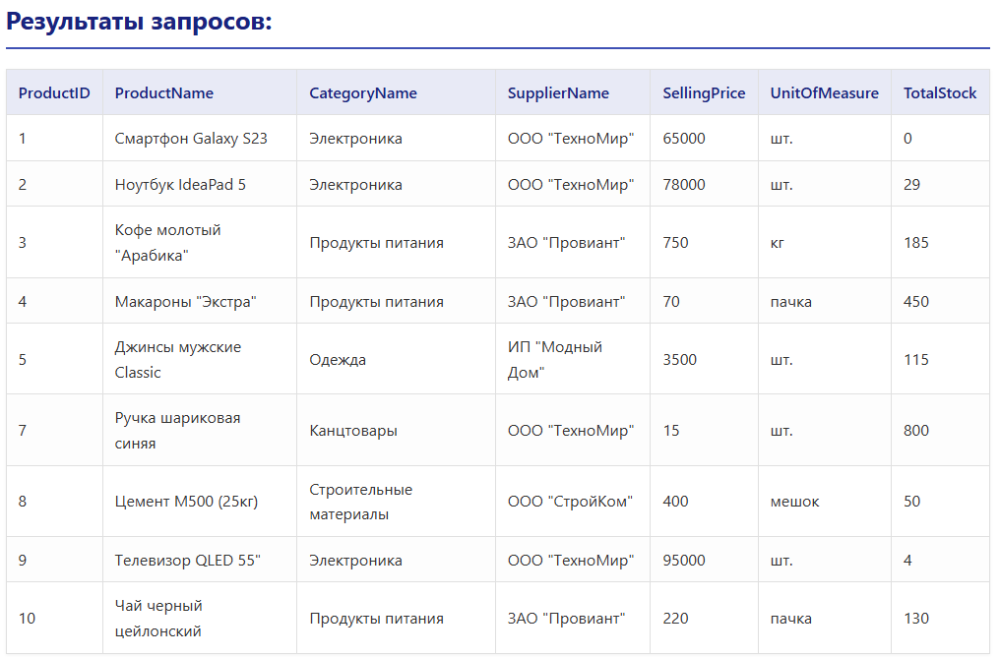 Результаты запросов:
ProductID ProductName CategoryName SupplierName SellingPrice UnitOfMeasure TotalStock
1 Смартфон Galaxy S23 Электроника ООО "ТехноМир" 65000 шт. 0
2 Ноутбук IdeaPad 5 Электроника ООО "ТехноМир" 78000 шт. 29
3 Кофе молотый
"Арабика" Продукты питания ЗАО "Провиант" 750 кг 185
4 Макароны "Экстра" Продукты питания ЗАО "Провиант" 70 пачка 450
5 Джинсы мужские
Classic Одежда ИП "Модный
Дом" 3500 шт. 115
7 Ручка шариковая
синяя Канцтовары ООО "ТехноМир" 15 шт. 800
8 Цемент М500 (25кг) Строительные
материалы ООО "СтройКом" 400 мешок 50
9 Телевизор QLED 55" Электроника ООО "ТехноМир" 95000 шт. 4
10 Чай черный
цейлонский Продукты питания ЗАО "Провиант" 220 пачка 130